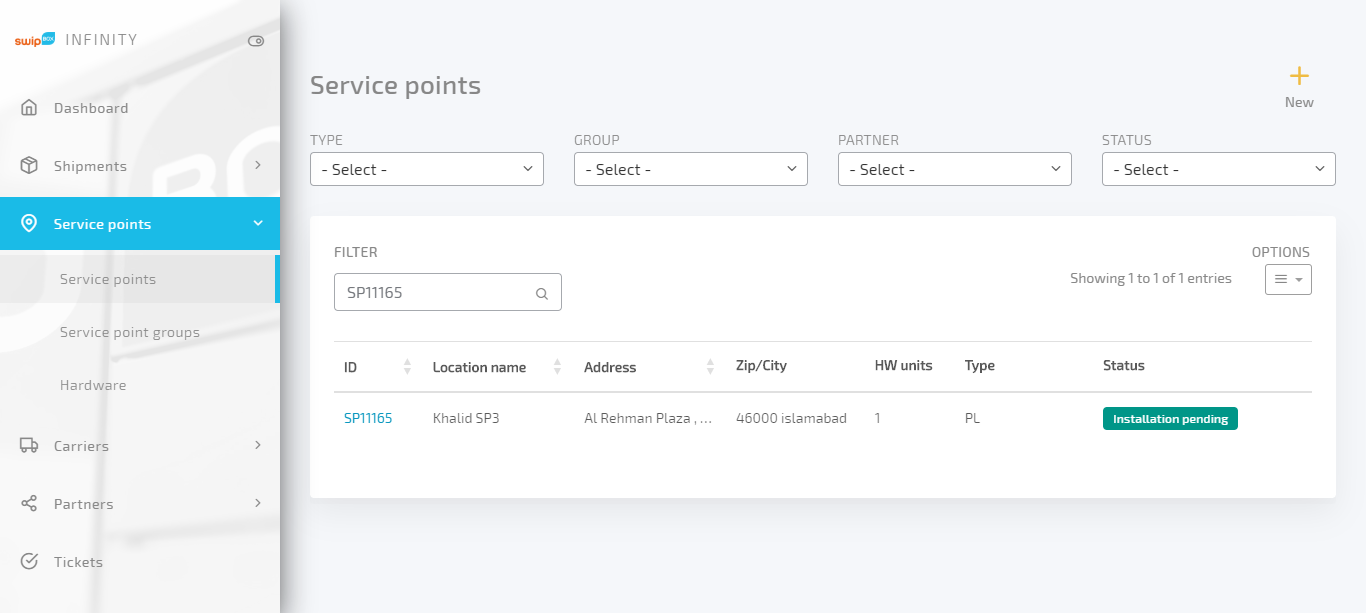 swipBOX INFINITY
Dashboard
Shipments
Service points
Service points
Service point groups
Hardware
Carriers
Partners
Tickets
Service points
New
TYPE GROUP PARTNER STATUS
- Select - - Select - - Select - - Select -
FILTER OPTIONS
SP11165 Showing 1 to 1 of 1 entries
ID Location name Address Zip/City HW units Type Status
SP11165 Khalid SP3 Al Rehman Plaza , ... 46000 islamabad 1 PL Installation pending